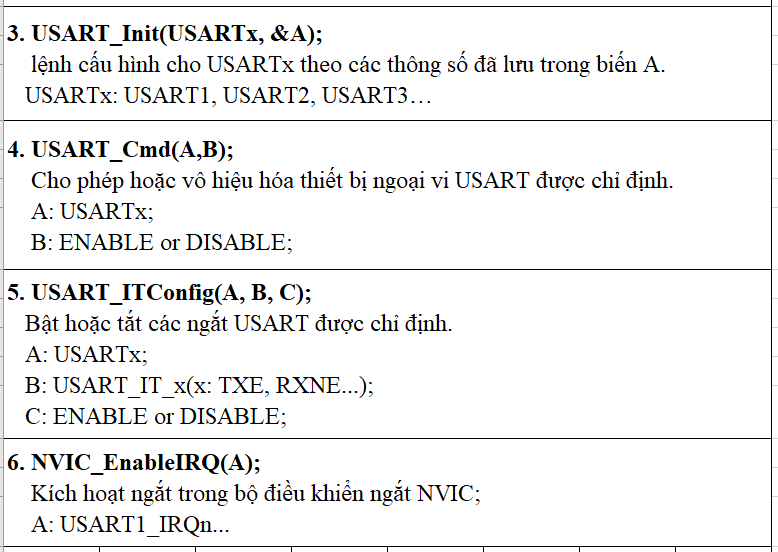 3. USART_Init(USARTx, &A);
lệnh cấu hình cho USARTx theo các thông số đã lưu trong biến A.
USARTx: USART1, USART2, USART3…
4. USART_Cmd(A,B);
Cho phép hoặc vô hiệu hóa thiết bị ngoại vi USART được chỉ định.
A: USARTx;
B: ENABLE or DISABLE;
5. USART_ITConfig(A, B, C);
Bật hoặc tắt các ngắt USART được chỉ định.
A: USARTx;
B: USART_IT_x(x: TXE, RXNE...);
C: ENABLE or DISABLE;
6. NVIC_EnableIRQ(A);
Kích hoạt ngắt trong bộ điều khiển ngắt NVIC;
A: USART1_IRQn...